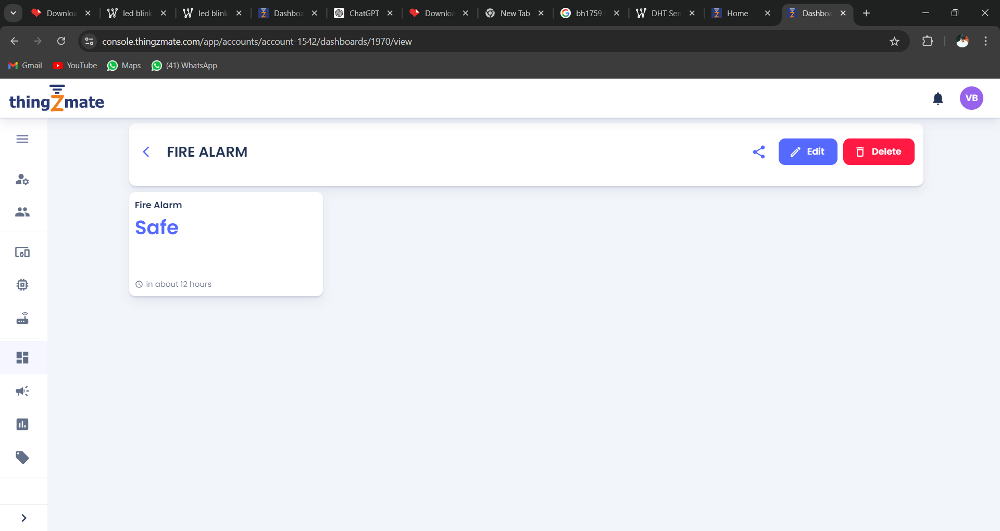 Downloa
led blink
led blink
Dashboa
ChatGPT
Downloa
New Tab
bh1759
DHT Sen
Home
Dashboa
console.thingzmate.com/app/accounts/account-1542/dashboards/1970/view
Gmail
YouTube
Maps
(41) WhatsApp
thingZmate
VB
FIRE ALARM
Edit
Delete
Fire Alarm
Safe
in about 12 hours